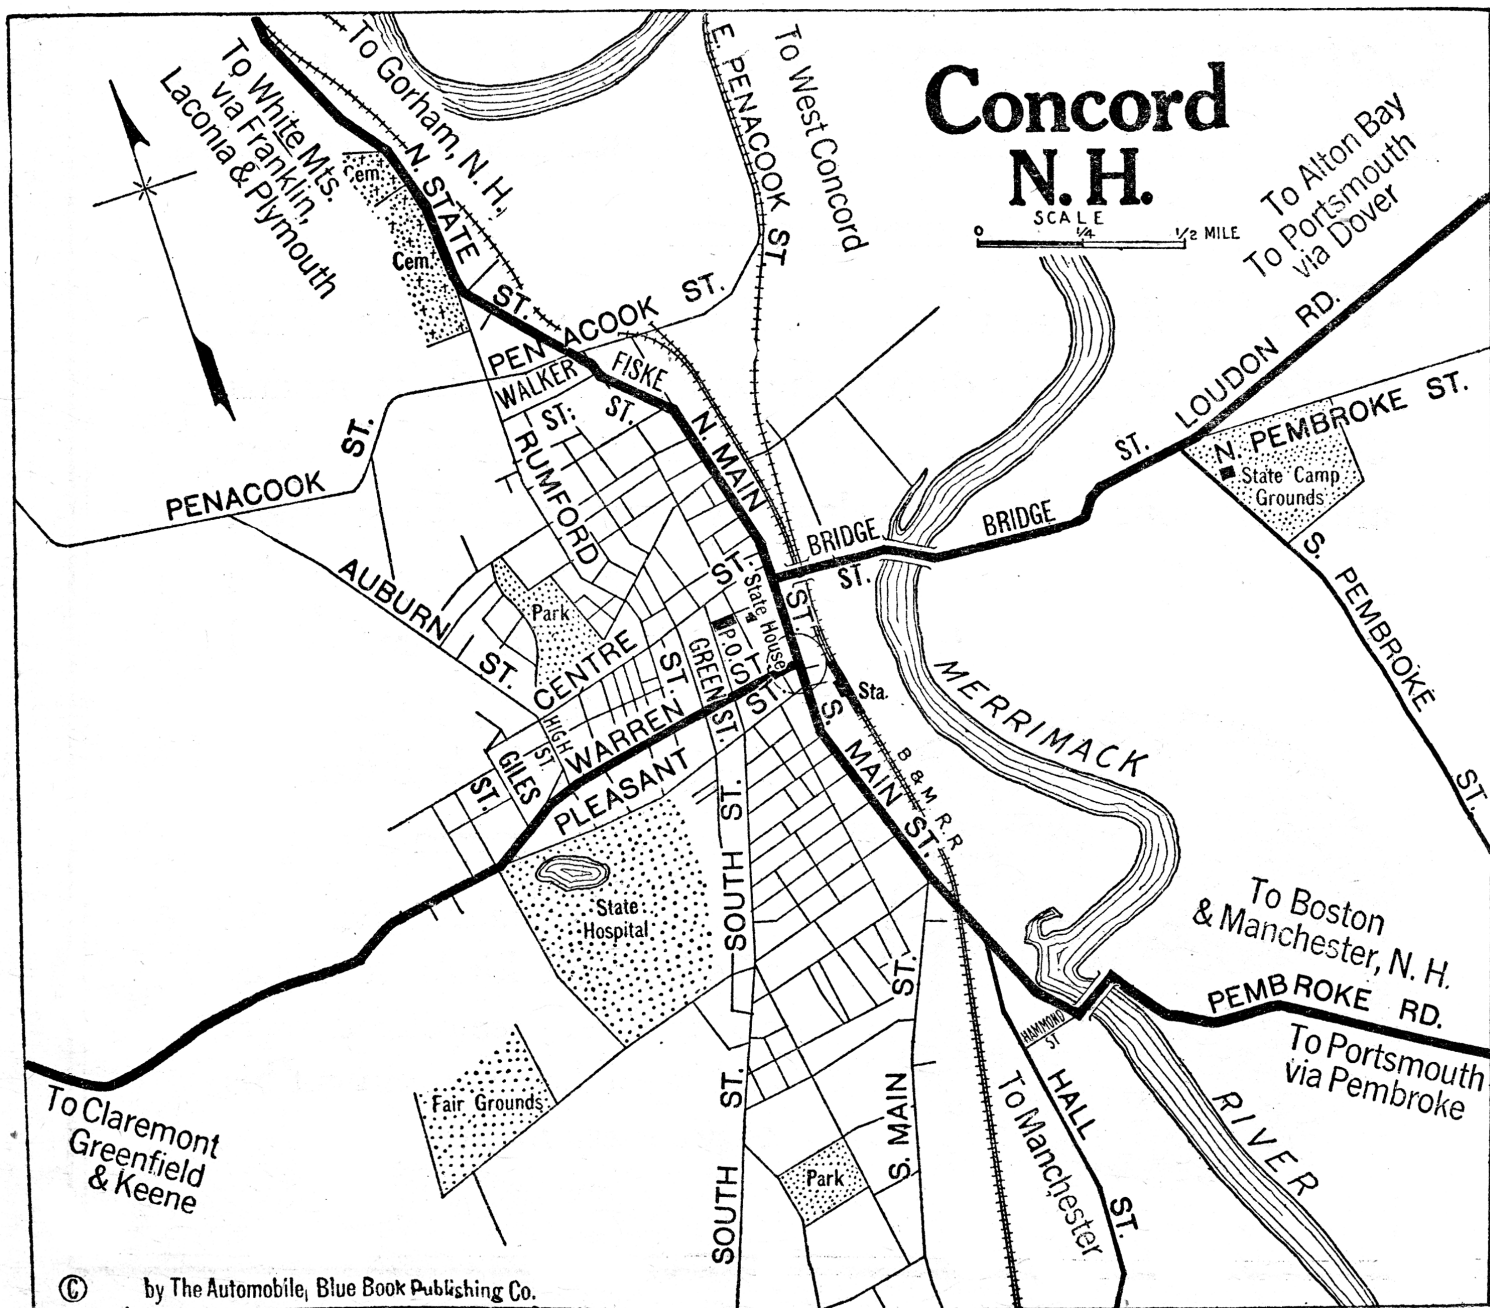 Concord
N. H.
SCALE
0 1/4 1/2 MILE
To White Mts.
via Franklin,
Laconia & Plymouth
To Gorham, N. H.
To West Concord
To Alton Bay
To Portsmouth
via Dover
E. PENACOOK ST.
N. STATE ST.
Cem.
Cem.
PENACOOK ST.
WALKER ST.
FISKE ST.
PENACOOK ST.
RUMFORD ST.
N. MAIN ST.
LOUDON RD.
N. PEMBROKE ST.
State Camp
Grounds
S. PEMBROKE ST.
BRIDGE ST.
BRIDGE ST.
AUBURN ST.
Park
CENTRE ST.
State House
P.O.
GREEN ST.
S. STATE
HIGH ST.
GILES ST.
WARREN ST.
PLEASANT ST.
Sta.
S. MAIN ST.
B & M R. R
MERRIMACK
RIVER
State
Hospital
SOUTH ST.
SOUTH ST.
S. MAIN ST.
To Boston
& Manchester, N. H.
PEMBROKE RD.
To Portsmouth
via Pembroke
HAMMOND
ST
HALL ST.
To Manchester
Fair Grounds
Park
To Claremont
Greenfield
& Keene
© by The Automobile, Blue Book Publishing Co.